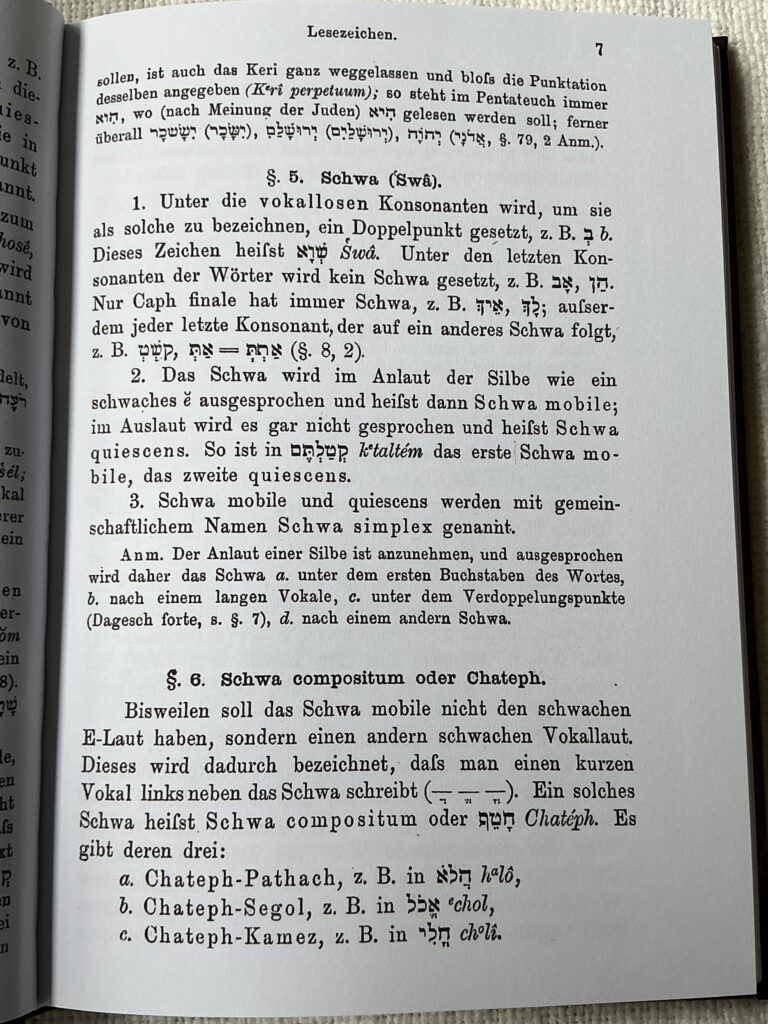 Lesezeichen.
7
sollen, ist auch das Keri ganz weggelassen und bloſs die Punktation
desselben angegeben (Kᵉrî perpetuum); so steht im Pentateuch immer
הִוא, wo (nach Meinung der Juden) הִיא gelesen werden soll; ferner
überall יִשָּׂשכָר (יִשָּׂכָר), יְרוּשָׁלַםִ (יְרוּשָׁלַיִם), יְהֹוָה (אֲדֹנָי, §. 79, 2 Anm.).
§. 5. Schwa (Šwâ).
1. Unter die vokallosen Konsonanten wird, um sie
als solche zu bezeichnen, ein Doppelpunkt gesetzt, z. B. בְ b.
Dieses Zeichen heiſst שְׁוָא Šwâ. Unter den letzten Kon-
sonanten der Wörter wird kein Schwa gesetzt, z. B. אָב, חֵן.
Nur Caph finale hat immer Schwa, z. B. אֵיךְ, לָךְ; auſser-
dem jeder letzte Konsonant, der auf ein anderes Schwa folgt,
z. B. קֹשְׁטְ, אַתְּ = אַתְתְּ (§. 8, 2).
2. Das Schwa wird im Anlaut der Silbe wie ein
schwaches ĕ ausgesprochen und heiſst dann Schwa mobile;
im Auslaut wird es gar nicht gesprochen und heiſst Schwa
quiescens. So ist in קְטַלְתֶּם kᵉtaltém das erste Schwa mo-
bile, das zweite quiescens.
3. Schwa mobile und quiescens werden mit gemein-
schaftlichem Namen Schwa simplex genannt.
Anm. Der Anlaut einer Silbe ist anzunehmen, und ausgesprochen
wird daher das Schwa a. unter dem ersten Buchstaben des Wortes,
b. nach einem langen Vokale, c. unter dem Verdoppelungspunkte
(Dagesch forte, s. §. 7), d. nach einem andern Schwa.
§. 6. Schwa compositum oder Chateph.
Bisweilen soll das Schwa mobile nicht den schwachen
E-Laut haben, sondern einen andern schwachen Vokallaut.
Dieses wird dadurch bezeichnet, daſs man einen kurzen
Vokal links neben das Schwa schreibt (—ֲ —ֱ —ֳ). Ein solches
Schwa heiſst Schwa compositum oder חָטֵף Chatéph. Es
gibt deren drei:
a. Chateph-Pathach, z. B. in הֲלֹא hᵃlô,
b. Chateph-Segol, z. B. in אֱכֹל ᵉchol,
c. Chateph-Kamez, z. B. in חֳלִי chᵒlî.